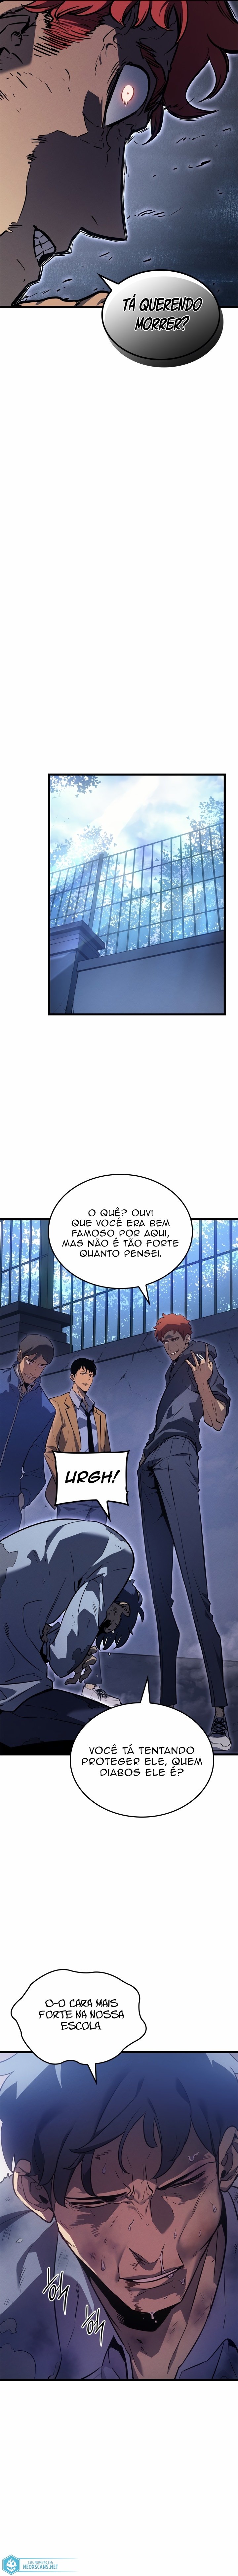 TÁ QUERENDO
MORRER?
O QUÊ? OUVI
QUE VOCÊ ERA BEM
FAMOSO POR AQUI,
MAS NÃO É TÃO FORTE
QUANTO PENSEI.
URGH!
VOCÊ TÁ TENTANDO
PROTEGER ELE, QUEM
DIABOS ELE É?
O-O CARA MAIS
FORTE NA NOSSA
ESCOLA.
NEOXSCANS.NET